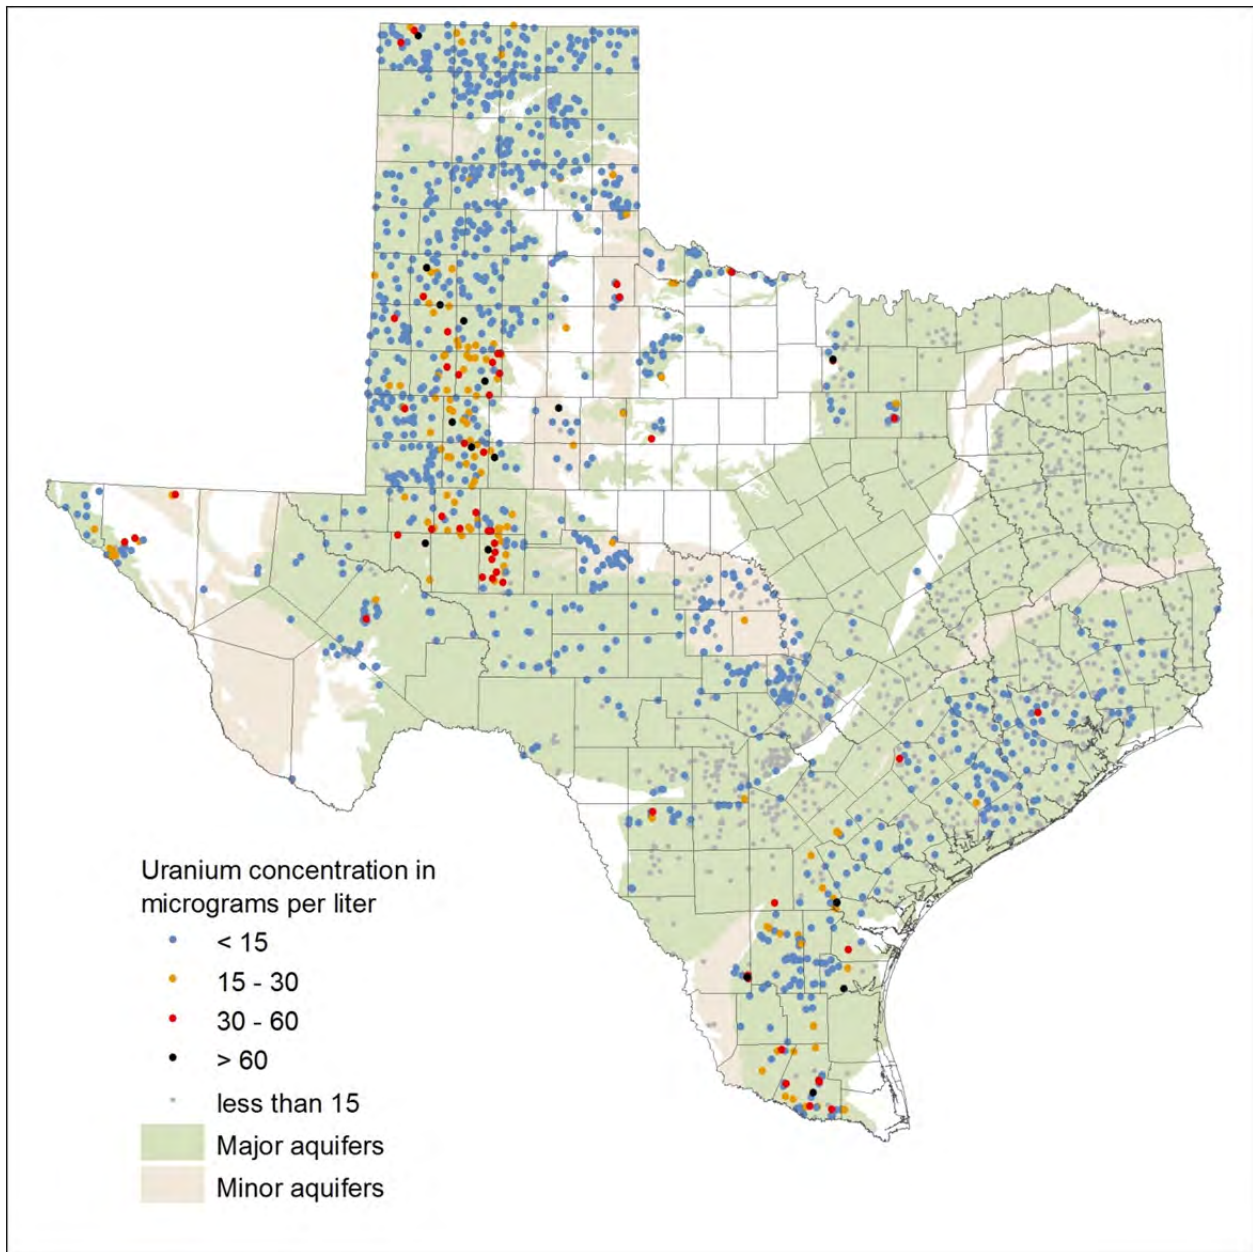 Uranium concentration in
micrograms per liter
< 15
15 - 30
30 - 60
> 60
less than 15
Major aquifers
Minor aquifers